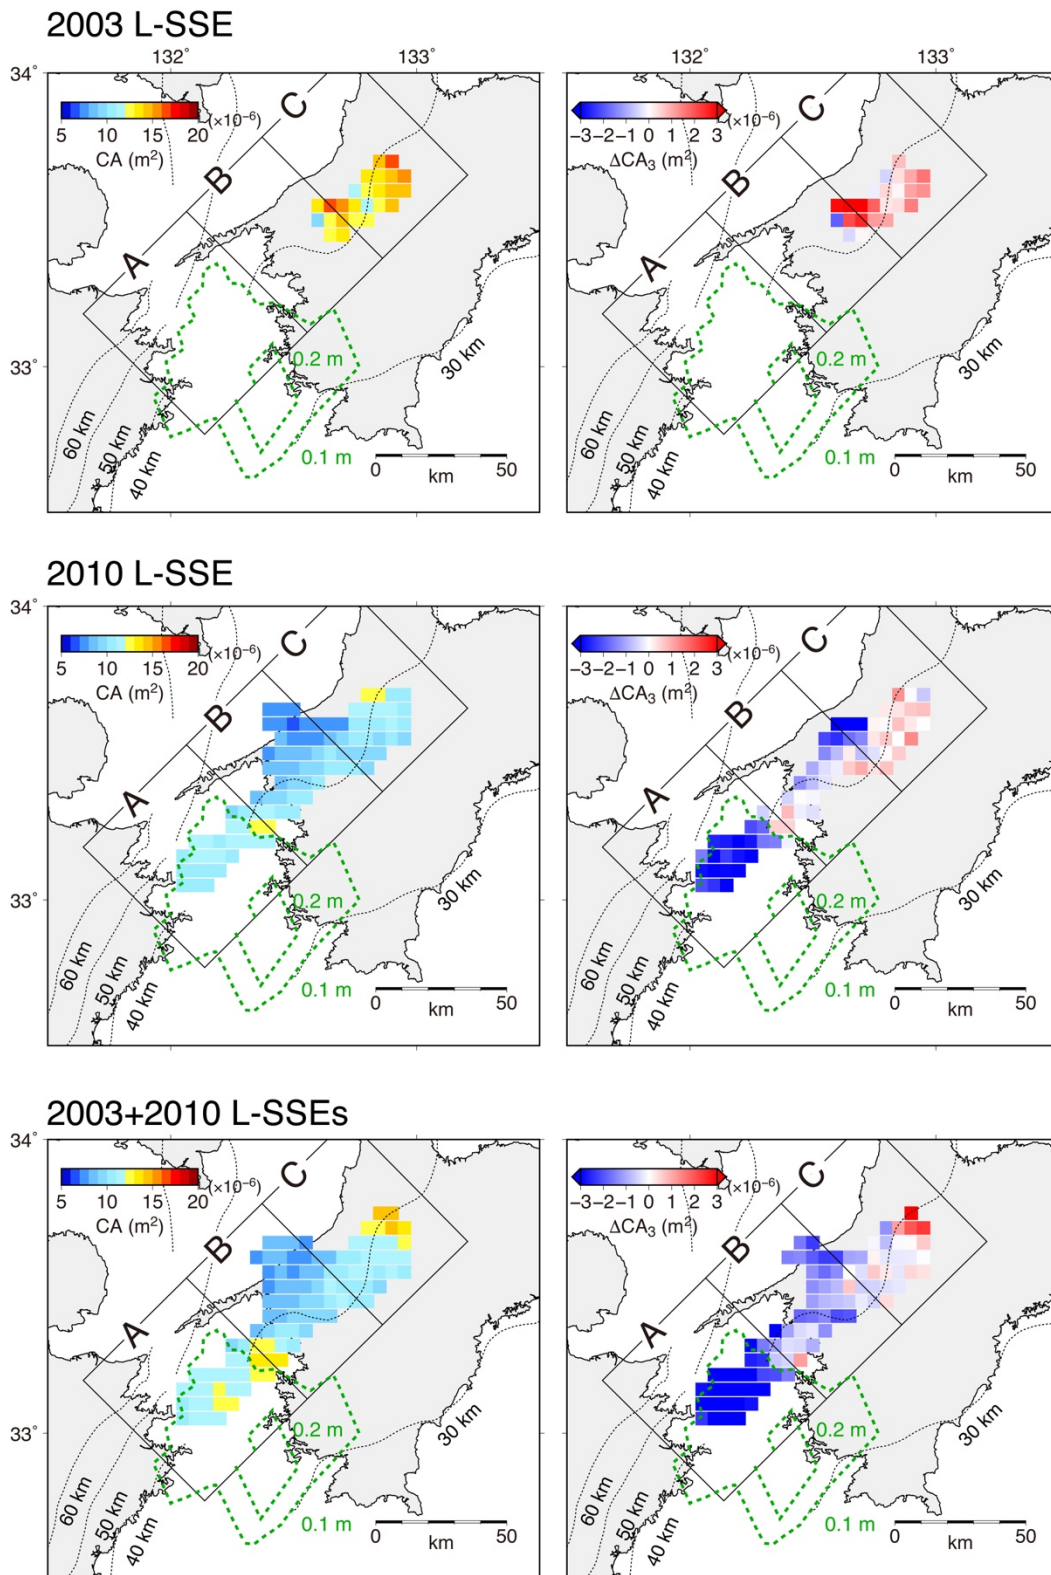 2003 L-SSE
132° 133° 132° 133°
34°
5 10 15 20 (×10⁻⁶)
CA (m²)
−3 −2 −1 0 1 2 3 (×10⁻⁶)
ΔCA₃ (m²)
C C
B B
A A
33°
0.2 m 0.2 m
30 km 30 km
60 km 50 km 40 km 60 km 50 km 40 km
0.1 m 0.1 m
0 50 0 50
km km
2010 L-SSE
34°
5 10 15 20 (×10⁻⁶)
CA (m²)
−3 −2 −1 0 1 2 3 (×10⁻⁶)
ΔCA₃ (m²)
C C
B B
A A
33°
0.2 m 0.2 m
30 km 30 km
60 km 50 km 40 km 60 km 50 km 40 km
0.1 m 0.1 m
0 50 0 50
km km
2003+2010 L-SSEs
34°
5 10 15 20 (×10⁻⁶)
CA (m²)
−3 −2 −1 0 1 2 3 (×10⁻⁶)
ΔCA₃ (m²)
C C
B B
A A
33°
0.2 m 0.2 m
30 km 30 km
60 km 50 km 40 km 60 km 50 km 40 km
0.1 m 0.1 m
0 50 0 50
km km